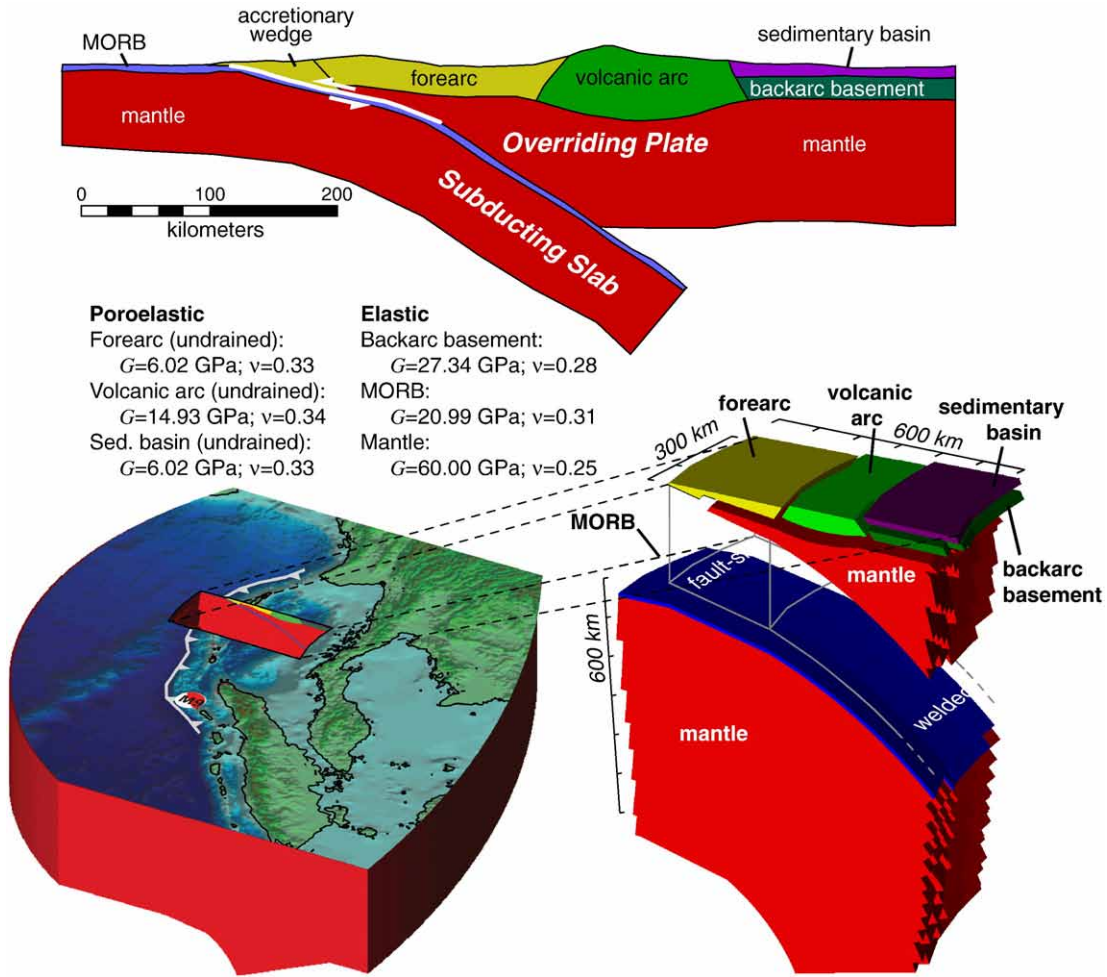 accretionary
wedge
MORB
sedimentary basin
forearc
volcanic arc
backarc basement
mantle
Overriding Plate
mantle
Subducting Slab
0 100 200
kilometers
Poroelastic
Forearc (undrained):
G=6.02 GPa; ν=0.33
Volcanic arc (undrained):
G=14.93 GPa; ν=0.34
Sed. basin (undrained):
G=6.02 GPa; ν=0.33
Elastic
Backarc basement:
G=27.34 GPa; ν=0.28
MORB:
G=20.99 GPa; ν=0.31
Mantle:
G=60.00 GPa; ν=0.25
forearc
volcanic
arc
sedimentary
basin
300 km
600 km
MORB
mantle
backarc
basement
600 km
welded
mantle
M9